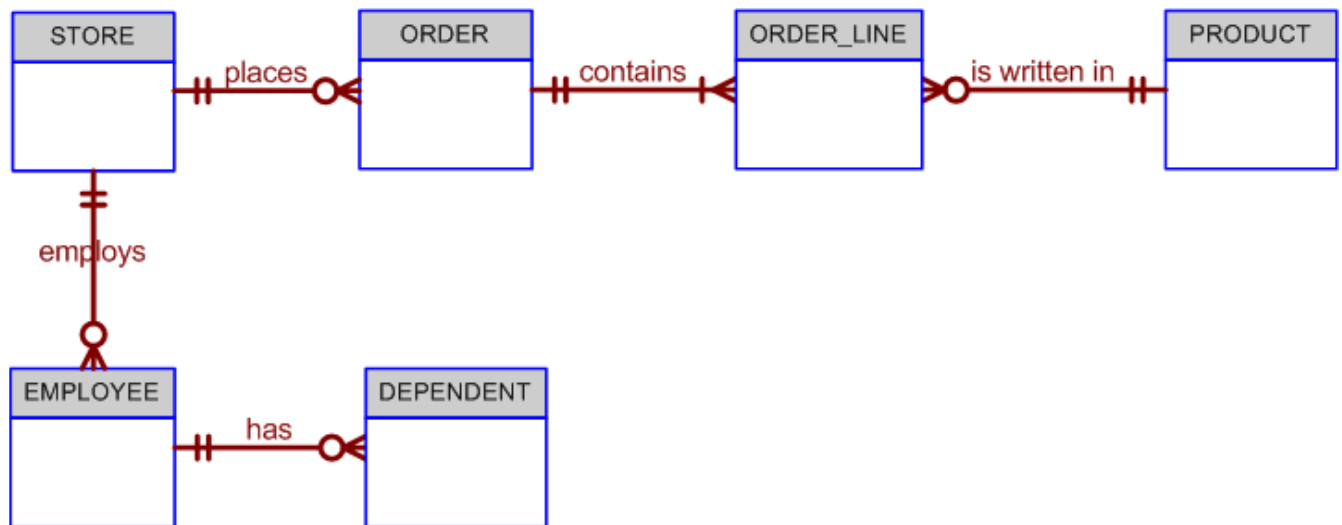 STORE
places
ORDER
contains
ORDER_LINE
is written in
PRODUCT
employs
EMPLOYEE
has
DEPENDENT